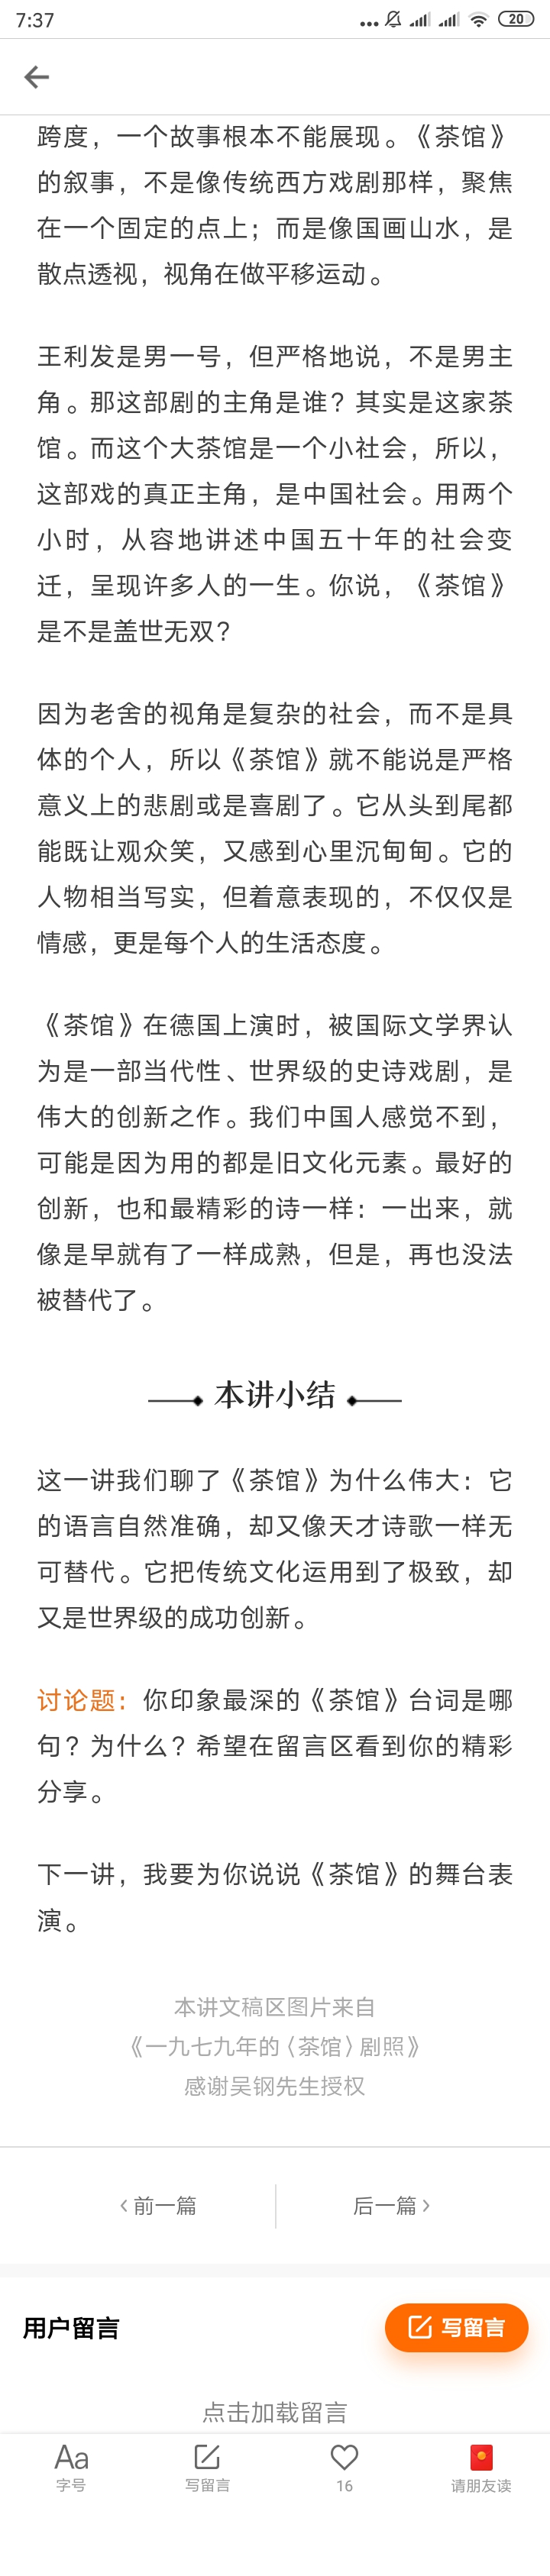 7:37
20
跨度，一个故事根本不能展现。《茶馆》
的叙事，不是像传统西方戏剧那样，聚焦
在一个固定的点上；而是像国画山水，是
散点透视，视角在做平移运动。
王利发是男一号，但严格地说，不是男主
角。那这部剧的主角是谁？其实是这家茶
馆。而这个大茶馆是一个小社会，所以，
这部戏的真正主角，是中国社会。用两个
小时，从容地讲述中国五十年的社会变
迁，呈现许多人的一生。你说，《茶馆》
是不是盖世无双？
因为老舍的视角是复杂的社会，而不是具
体的个人，所以《茶馆》就不能说是严格
意义上的悲剧或是喜剧了。它从头到尾都
能既让观众笑，又感到心里沉甸甸。它的
人物相当写实，但着意表现的，不仅仅是
情感，更是每个人的生活态度。
《茶馆》在德国上演时，被国际文学界认
为是一部当代性、世界级的史诗戏剧，是
伟大的创新之作。我们中国人感觉不到，
可能是因为用的都是旧文化元素。最好的
创新，也和最精彩的诗一样：一出来，就
像是早就有了一样成熟，但是，再也没法
被替代了。
本讲小结
这一讲我们聊了《茶馆》为什么伟大：它
的语言自然准确，却又像天才诗歌一样无
可替代。它把传统文化运用到了极致，却
又是世界级的成功创新。
讨论题：你印象最深的《茶馆》台词是哪
句？为什么？希望在留言区看到你的精彩
分享。
下一讲，我要为你说说《茶馆》的舞台表
演。
本讲文稿区图片来自
《一九七九年的〈茶馆〉剧照》
感谢吴钢先生授权
‹ 前一篇
后一篇 ›
用户留言
写留言
点击加载留言
Aa
字号
写留言
16
请朋友读